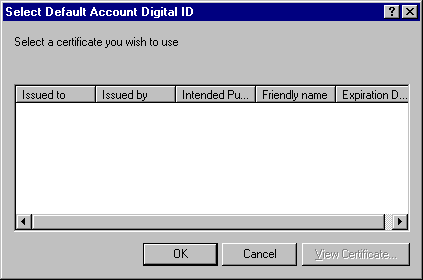 Select Default Account Digital ID
Select a certificate you wish to use
Issued to Issued by Intended Pu... Friendly name Expiration D...
OK Cancel View Certificate...